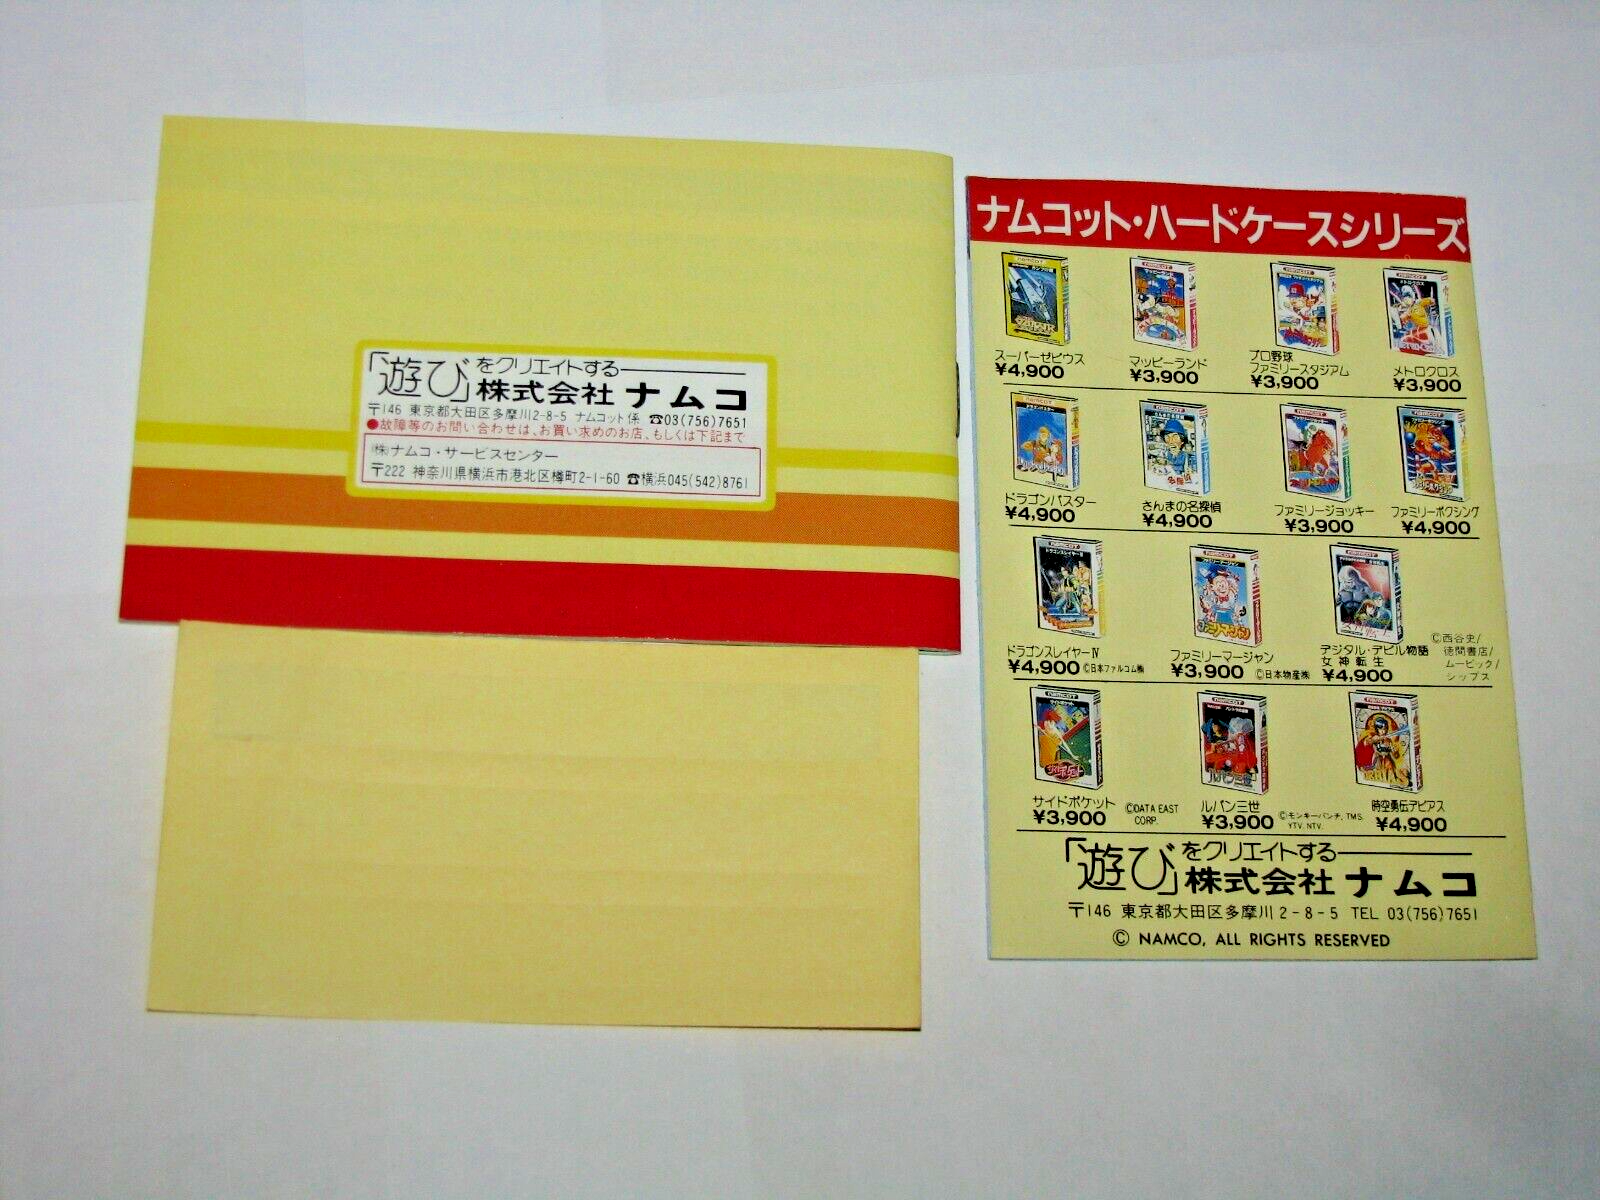 「遊び」をクリエイトする
株式会社 ナムコ
〒146 東京都大田区多摩川2-8-5 ナムコット係 ☎03(756)7651
●故障等のお問い合わせは、お買い求めのお店、もしくは下記まで
㈱ナムコ・サービスセンター
〒222 神奈川県横浜市港北区樽町2-1-60 ☎横浜045(542)8761
ナムコット・ハードケースシリーズ
スーパーゼビウス
¥4,900
マッピーランド
¥3,900
プロ野球
ファミリースタジアム
¥3,900
メトロクロス
¥3,900
ドラゴンバスター
¥4,900
さんまの名探偵
¥4,900
ファミリージョッキー
¥3,900
ファミリーボクシング
¥4,900
ドラゴンスレイヤーⅣ
¥4,900 ©日本ファルコム㈱
ファミリーマージャン
¥3,900 ©日本物産㈱
デジタル・デビル物語
女神転生
¥4,900
©西谷史/
徳間書店/
ムービック/
シップス
サイドポケット
¥3,900
©DATA EAST
CORP.
ルパン三世
¥3,900
©モンキーパンチ, TMS,
YTV, NTV.
時空勇伝デビアス
¥4,900
「遊び」をクリエイトする
株式会社 ナムコ
〒146 東京都大田区多摩川2-8-5 TEL 03(756)7651
© NAMCO, ALL RIGHTS RESERVED